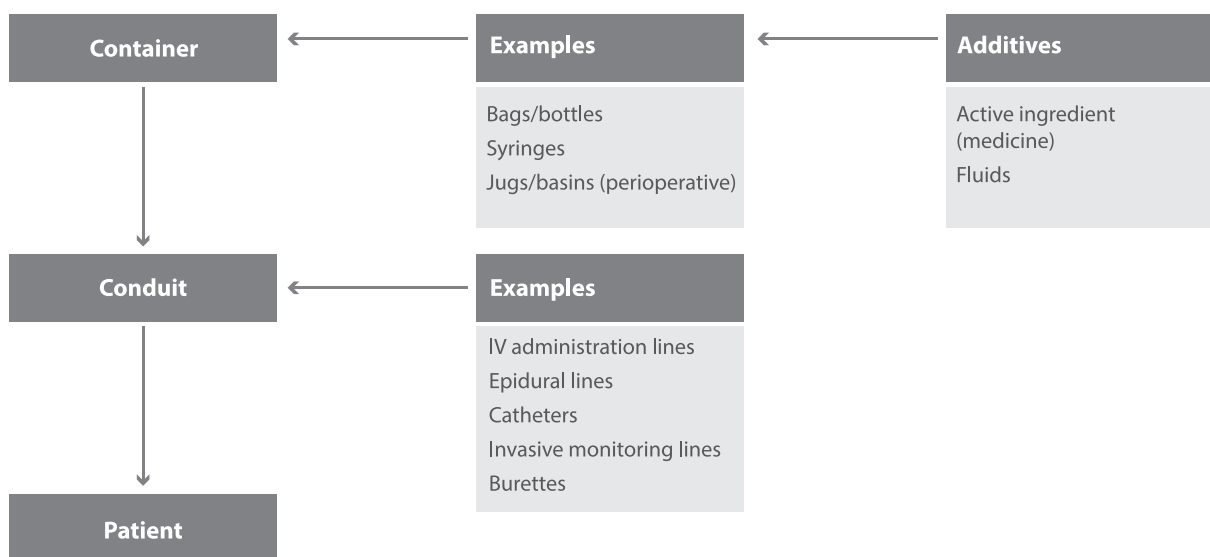 Container
Examples
Additives
Bags/bottles
Syringes
Jugs/basins (perioperative)
Active ingredient
(medicine)
Fluids
Conduit
Examples
IV administration lines
Epidural lines
Catheters
Invasive monitoring lines
Burettes
Patient